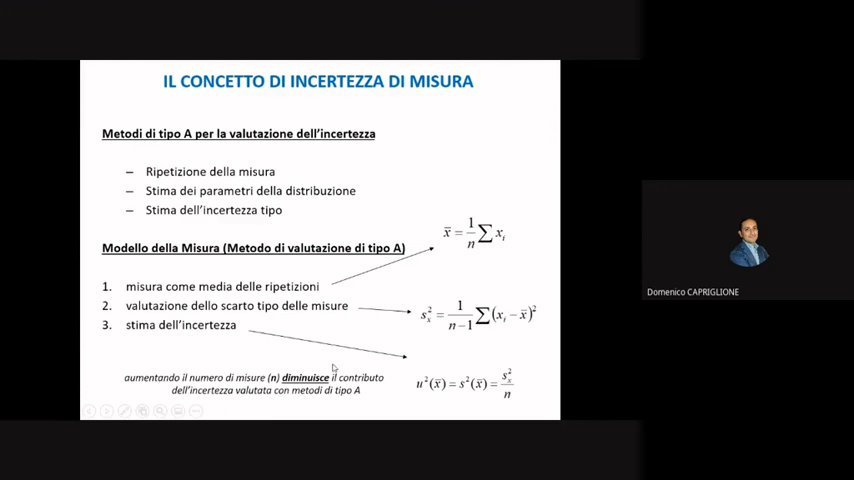 IL CONCETTO DI INCERTEZZA DI MISURA
Metodi di tipo A per la valutazione dell'incertezza
– Ripetizione della misura
– Stima dei parametri della distribuzione
– Stima dell'incertezza tipo
x̄ = 1/n ∑ xᵢ
Modello della Misura (Metodo di valutazione di tipo A)
1. misura come media delle ripetizioni
2. valutazione dello scarto tipo delle misure
sₓ² = 1/(n−1) ∑(xᵢ − x̄)²
3. stima dell'incertezza
aumentando il numero di misure (n) diminuisce il contributo
dell'incertezza valutata con metodi di tipo A
u²(x̄) = s²(x̄) = sₓ²/n
Domenico CAPRIGLIONE